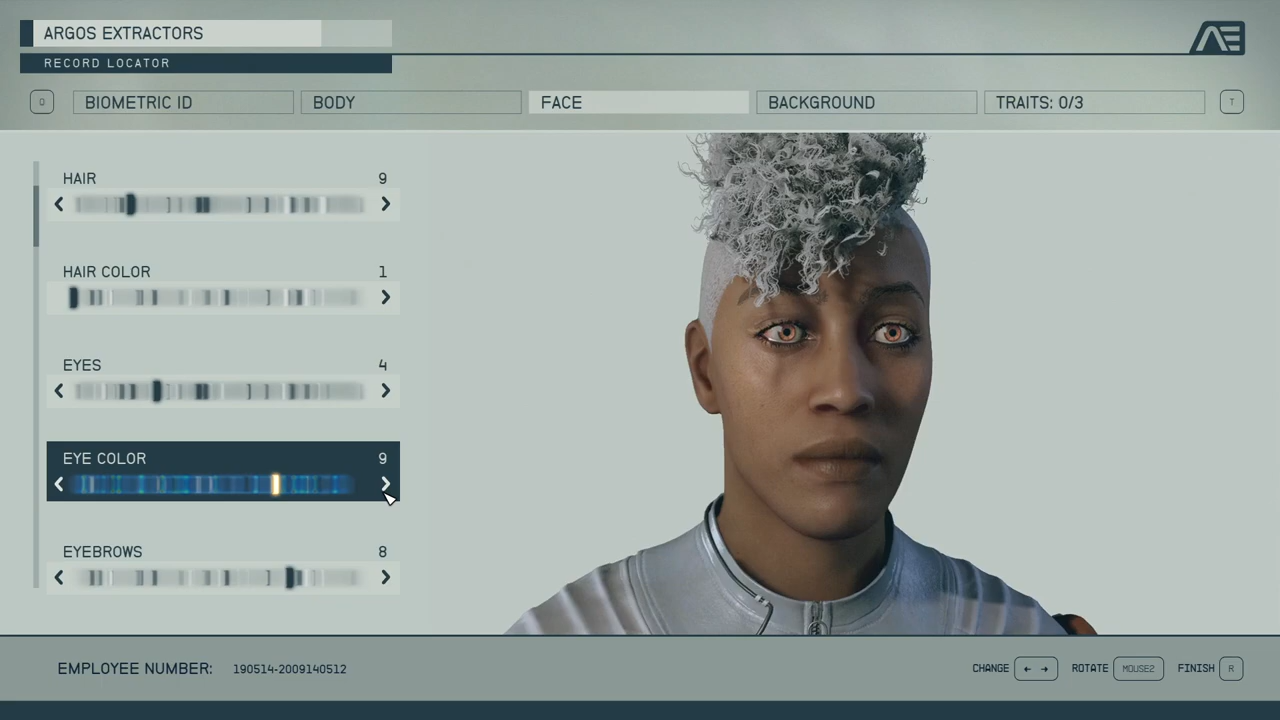 ARGOS EXTRACTORS
RECORD LOCATOR
AE
Q BIOMETRIC ID BODY FACE BACKGROUND TRAITS: 0/3 T
HAIR 9
HAIR COLOR 1
EYES 4
EYE COLOR 9
EYEBROWS 8
EMPLOYEE NUMBER: 190514-2009140512 CHANGE ROTATE MOUSE2 FINISH R